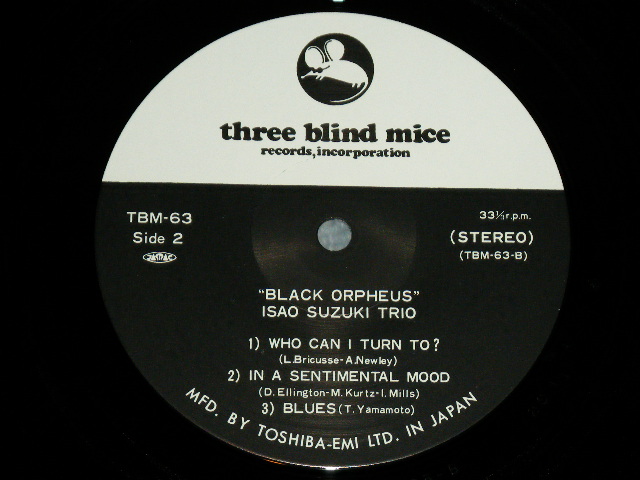 three blind mice
records, incorporation
TBM-63
Side 2
JASRAC
33⅓ r.p.m.
(STEREO)
(TBM-63-B)
"BLACK ORPHEUS"
ISAO SUZUKI TRIO
1) WHO CAN I TURN TO?
(L.Bricusse-A.Newley)
2) IN A SENTIMENTAL MOOD
(D. Ellington-M. Kurtz-I. Mills)
3) BLUES (T. Yamamoto)
MFD. BY TOSHIBA-EMI LTD. IN JAPAN